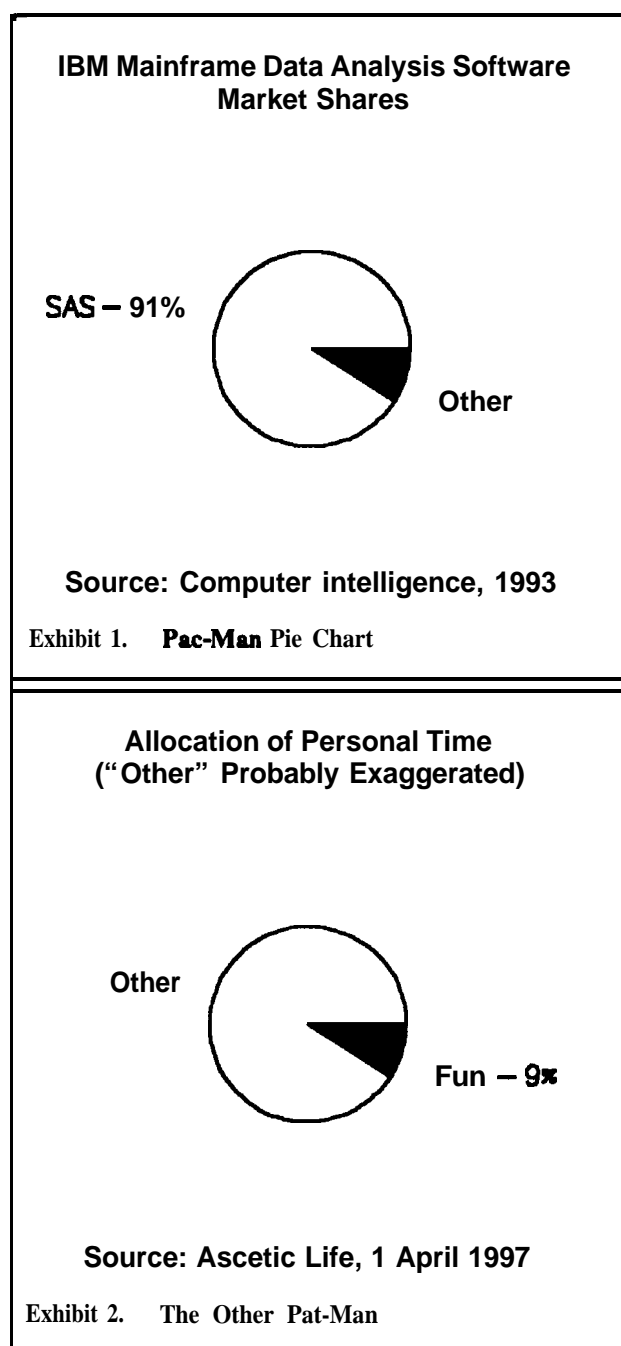 IBM Mainframe Data Analysis Software
Market Shares
SAS – 91%
Other
Source: Computer intelligence, 1993
Exhibit 1. Pac-Man Pie Chart
Allocation of Personal Time
(“Other” Probably Exaggerated)
Other
Fun – 9%
Source: Ascetic Life, 1 April 1997
Exhibit 2. The Other Pat-Man